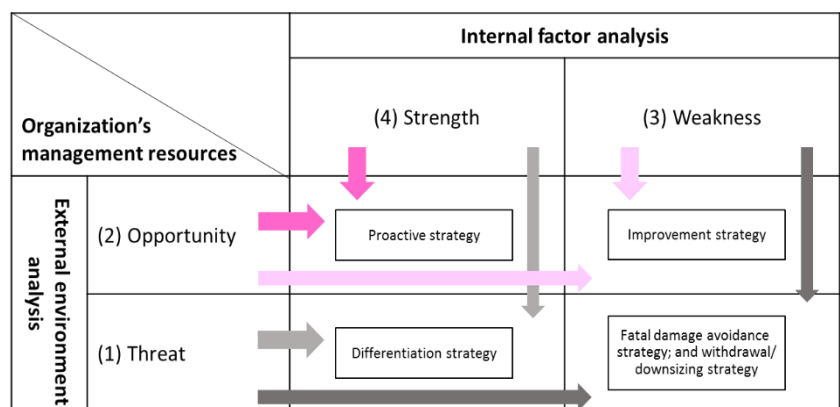 Internal factor analysis
Organization's
management resources
(4) Strength
(3) Weakness
External environment
analysis
(2) Opportunity
Proactive strategy
Improvement strategy
(1) Threat
Differentiation strategy
Fatal damage avoidance
strategy; and withdrawal/
downsizing strategy